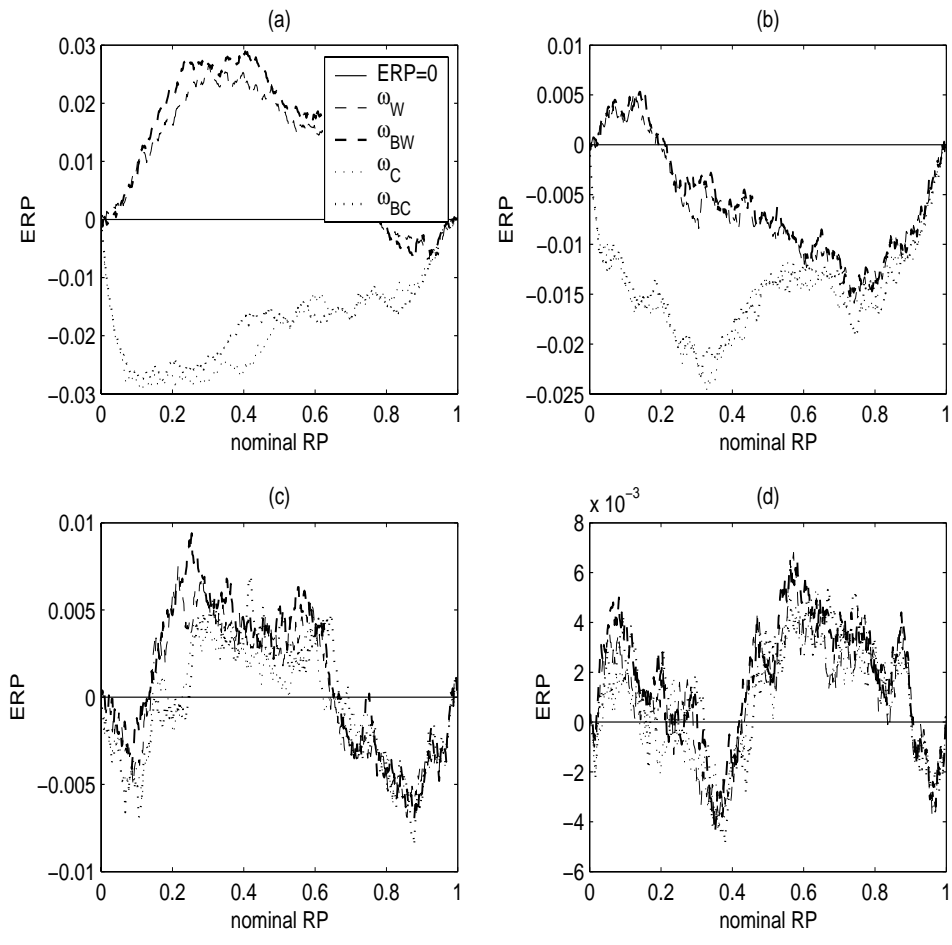 (a)
0.03
0.02
0.01
0
−0.01
−0.02
−0.03
ERP
0 0.2 0.4 0.6 0.8 1
nominal RP
ERP=0
ω_W
ω_BW
ω_C
ω_BC
(b)
0.01
0.005
0
−0.005
−0.01
−0.015
−0.02
−0.025
ERP
0 0.2 0.4 0.6 0.8 1
nominal RP
(c)
0.01
0.005
0
−0.005
−0.01
ERP
0 0.2 0.4 0.6 0.8 1
nominal RP
(d)
x 10⁻³
8
6
4
2
0
−2
−4
−6
ERP
0 0.2 0.4 0.6 0.8 1
nominal RP